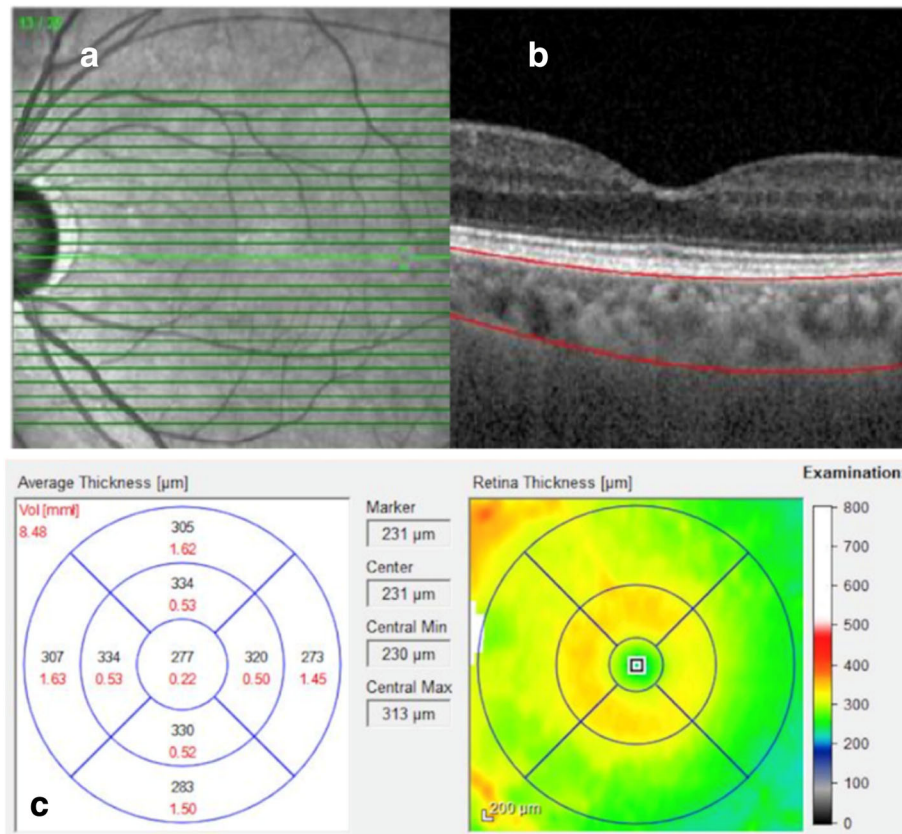 13 / 30
a
b
Average Thickness [µm]
Vol [mm³]
8.48
305
1.62
334
0.53
307
1.63
334
0.53
277
0.22
320
0.50
273
1.45
330
0.52
283
1.50
c
Marker
231 µm
Center
231 µm
Central Min
230 µm
Central Max
313 µm
Retina Thickness [µm]
200 µm
Examination
800
700
600
500
400
300
200
100
0